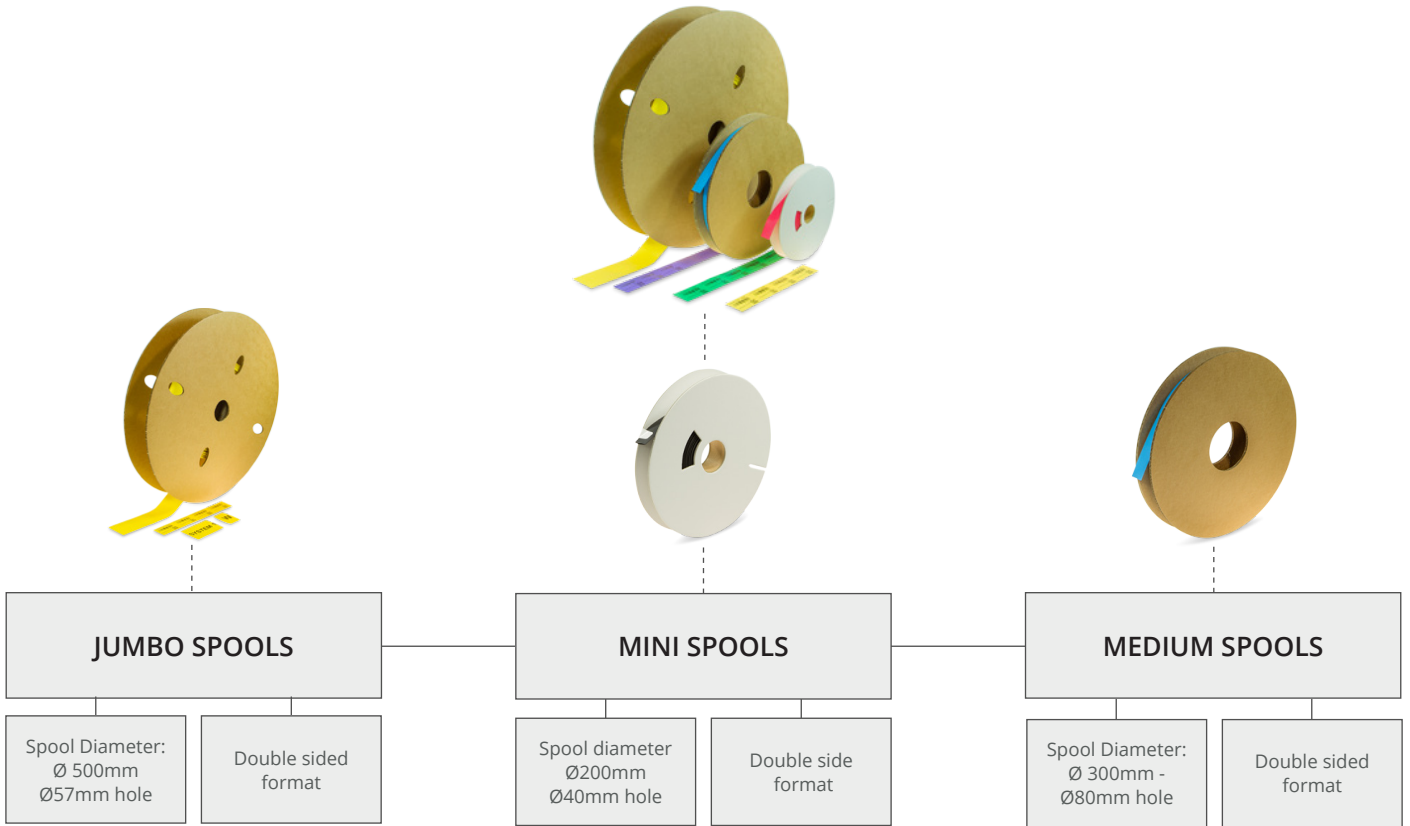 SYSTEM
JUMBO SPOOLS
MINI SPOOLS
MEDIUM SPOOLS
Spool Diameter:
Ø 500mm
Ø57mm hole
Double sided
format
Spool diameter
Ø200mm
Ø40mm hole
Double side
format
Spool Diameter:
Ø 300mm -
Ø80mm hole
Double sided
format